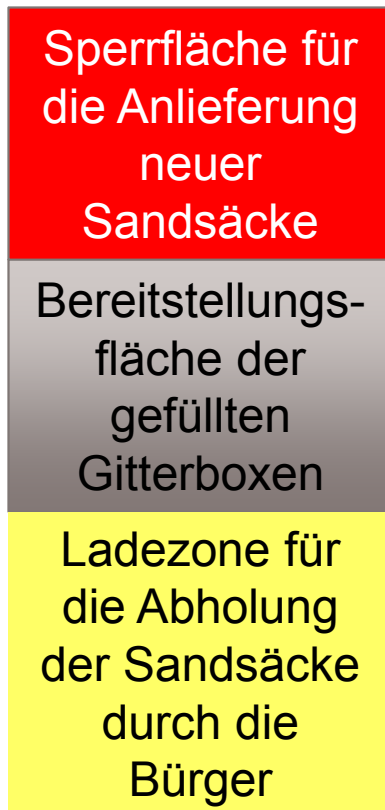 Sperrfläche für
die Anlieferung
neuer
Sandsäcke
Bereitstellungs-
fläche der
gefüllten
Gitterboxen
Ladezone für
die Abholung
der Sandsäcke
durch die
Bürger